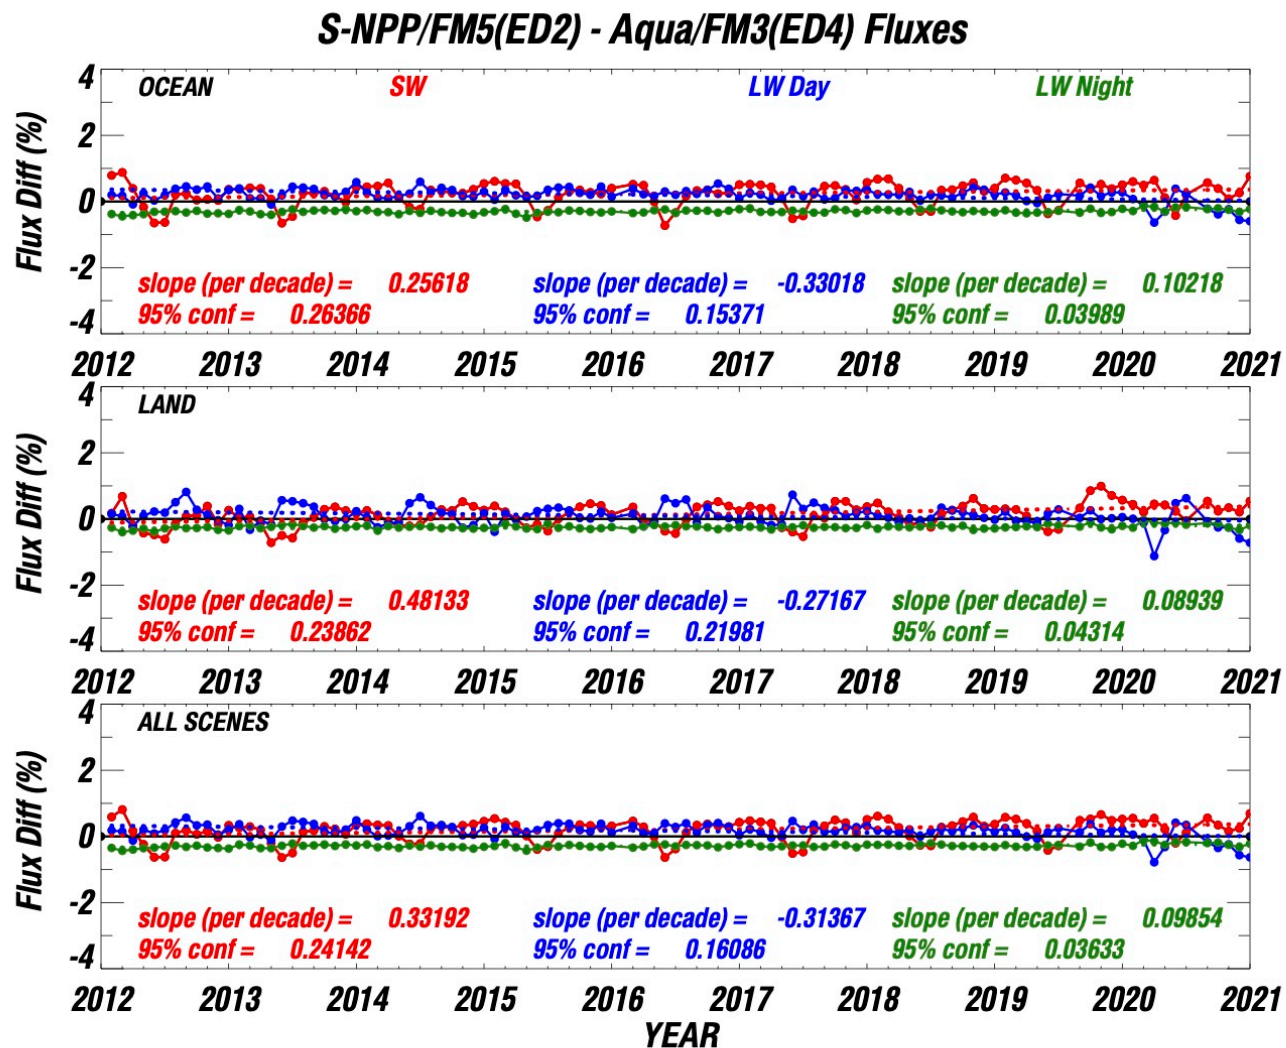 S-NPP/FM5(ED2) - Aqua/FM3(ED4) Fluxes
4
OCEAN SW LW Day LW Night
2
Flux Diff (%)
0
-2
slope (per decade) = 0.25618 slope (per decade) = -0.33018 slope (per decade) = 0.10218
95% conf = 0.26366 95% conf = 0.15371 95% conf = 0.03989
-4
2012 2013 2014 2015 2016 2017 2018 2019 2020 2021
4
LAND
2
Flux Diff (%)
0
-2
slope (per decade) = 0.48133 slope (per decade) = -0.27167 slope (per decade) = 0.08939
95% conf = 0.23862 95% conf = 0.21981 95% conf = 0.04314
-4
2012 2013 2014 2015 2016 2017 2018 2019 2020 2021
4
ALL SCENES
2
Flux Diff (%)
0
-2
slope (per decade) = 0.33192 slope (per decade) = -0.31367 slope (per decade) = 0.09854
95% conf = 0.24142 95% conf = 0.16086 95% conf = 0.03633
-4
2012 2013 2014 2015 2016 2017 2018 2019 2020 2021
YEAR